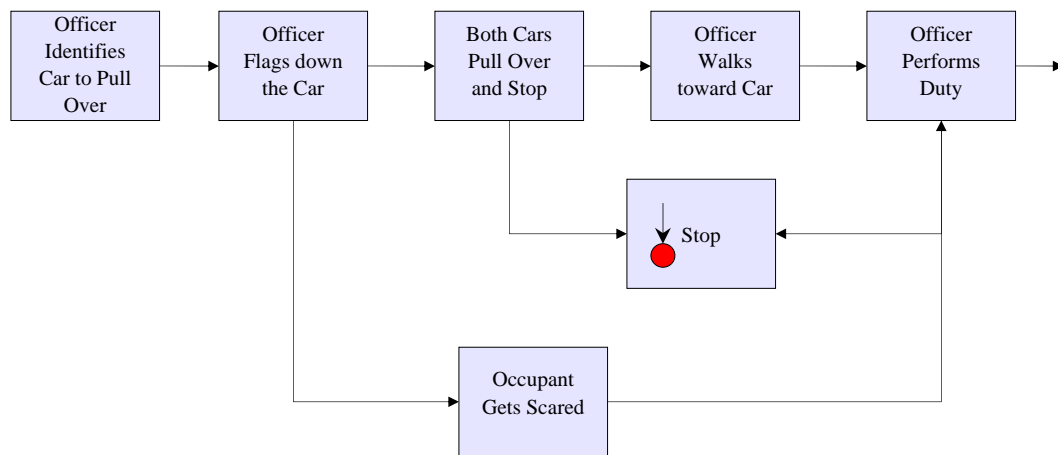 Officer
Identifies
Car to Pull
Over
Officer
Flags down
the Car
Both Cars
Pull Over
and Stop
Officer
Walks
toward Car
Officer
Performs
Duty
Stop
Occupant
Gets Scared